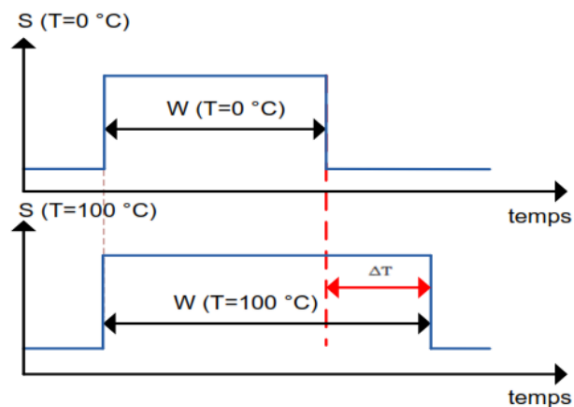 S (T=0 °C)
W (T=0 °C)
temps
S (T=100 °C)
ΔT
W (T=100 °C)
temps